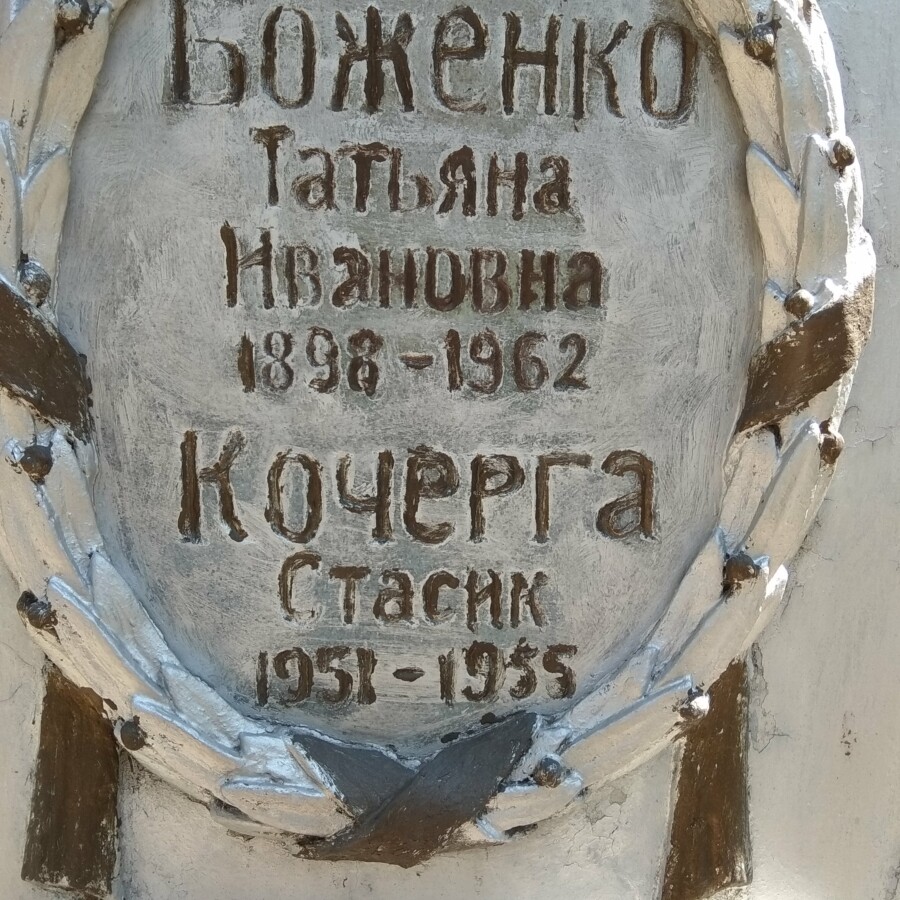 Боженко
Татьяна
Ивановна
1898-1962
Кочерга
Стасик
1951-1955